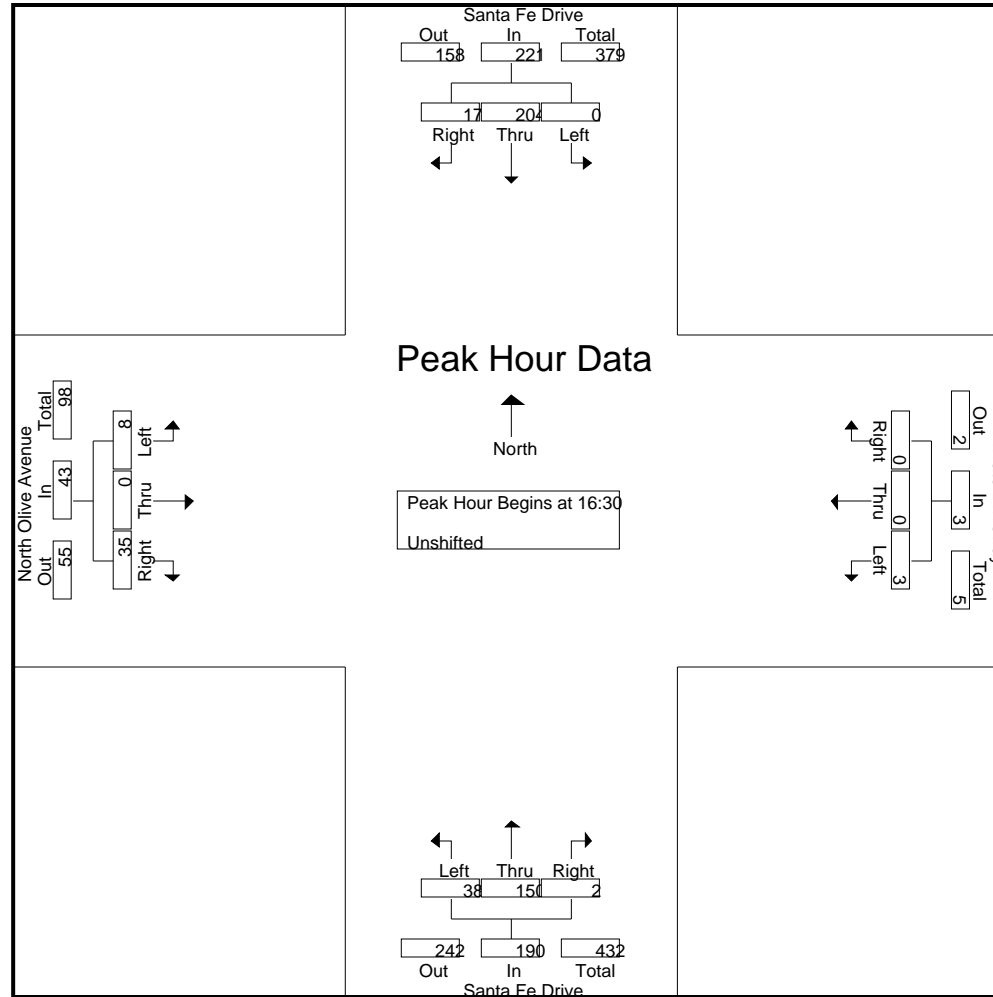 Santa Fe Drive
Out In Total
158 221 379
17 204 0
Right Thru Left
Peak Hour Data
North
Peak Hour Begins at 16:30
Unshifted
North Olive Avenue
Out In Total
55 43 98
8 0 35
Left Thru Right
Out In Total
2 3 5
0 0 3
Right Thru Left
Left Thru Right
38 150 2
242 190 432
Out In Total
Santa Fe Drive